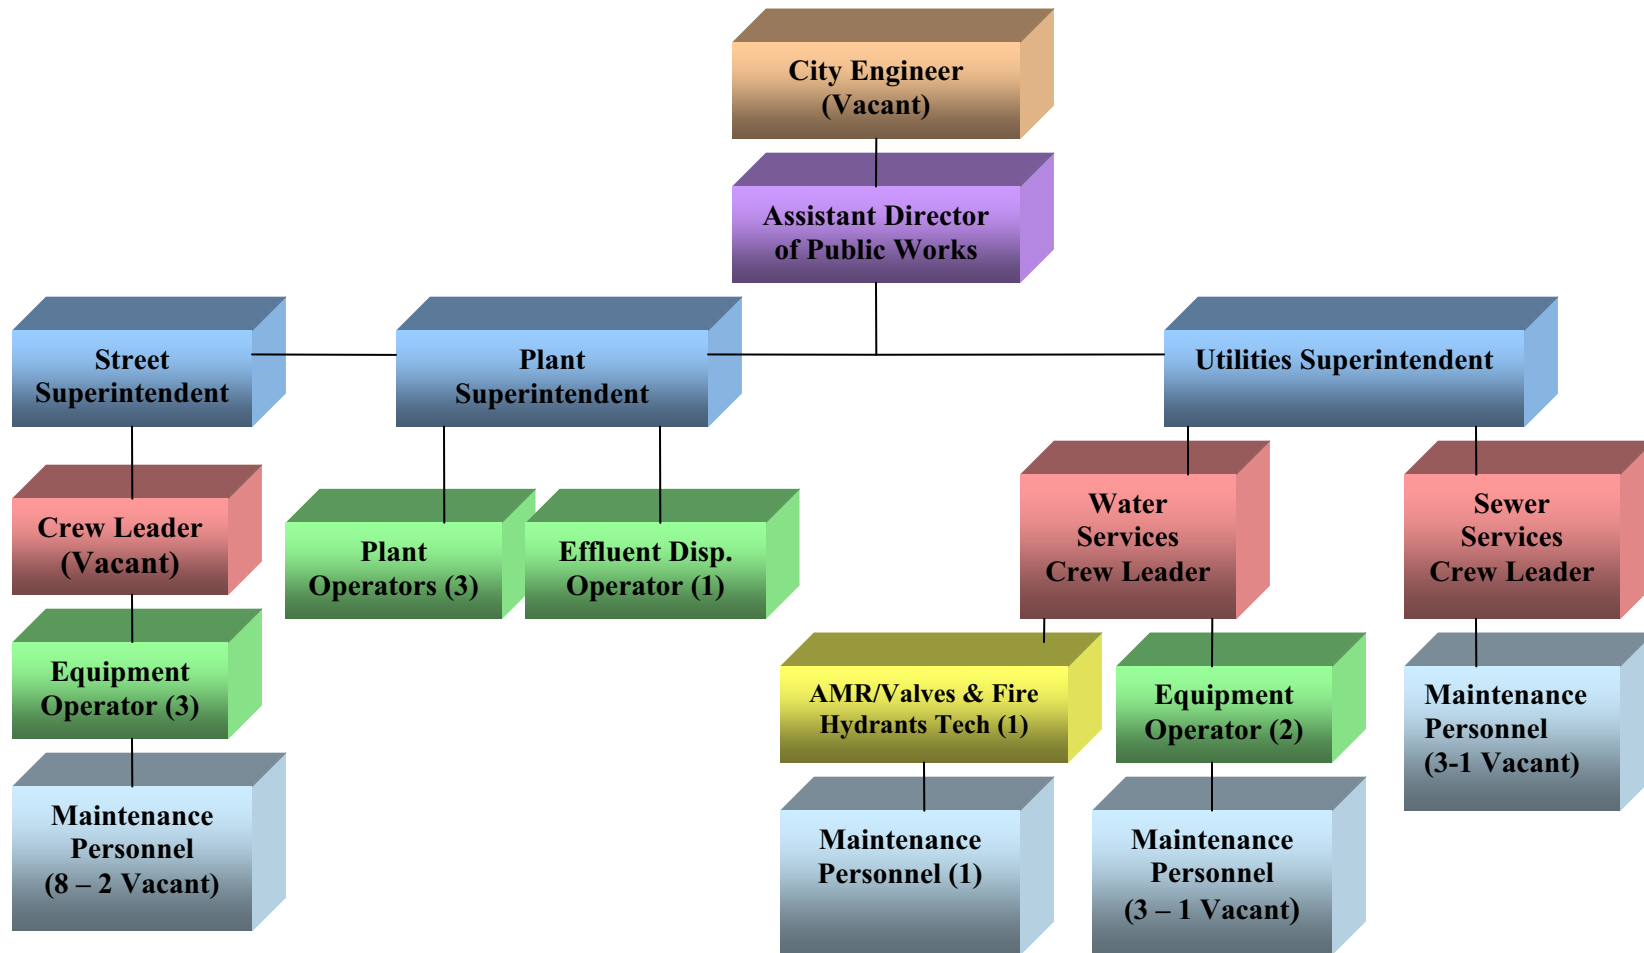 City Engineer
(Vacant)
Assistant Director
of Public Works
Street
Superintendent
Plant
Superintendent
Utilities Superintendent
Crew Leader
(Vacant)
Plant
Operators (3)
Effluent Disp.
Operator (1)
Water
Services
Crew Leader
Sewer
Services
Crew Leader
Equipment
Operator (3)
AMR/Valves & Fire
Hydrants Tech (1)
Equipment
Operator (2)
Maintenance
Personnel
(3-1 Vacant)
Maintenance
Personnel
(8 – 2 Vacant)
Maintenance
Personnel (1)
Maintenance
Personnel
(3 – 1 Vacant)